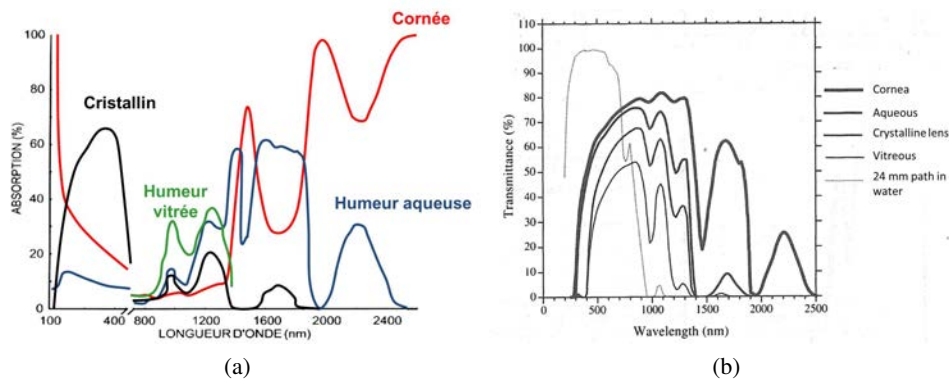 Cornée
100
80
60
40
20
0
ABSORPTION (%)
Cristallin
Humeur
vitrée
Humeur aqueuse
100 400 800 1200 1600 2000 2400
LONGUEUR D'ONDE (nm)
(a)
110
100
90
80
70
60
50
40
30
20
10
0
Transmittance (%)
0 500 1000 1500 2000 2500
Wavelength (nm)
Cornea
Aqueous
Crystalline lens
Vitreous
24 mm path in
water
(b)